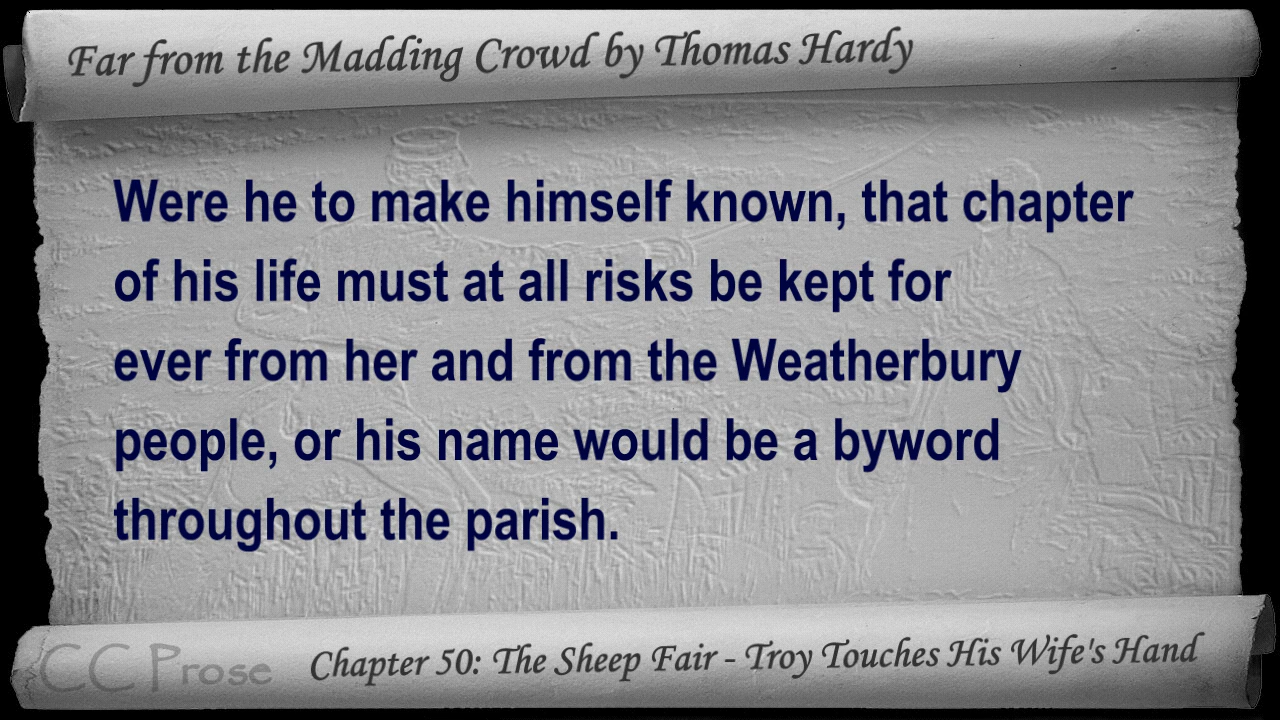 Far from the Madding Crowd by Thomas Hardy
Were he to make himself known, that chapter
of his life must at all risks be kept for
ever from her and from the Weatherbury
people, or his name would be a byword
throughout the parish.
CC Prose
Chapter 50: The Sheep Fair - Troy Touches His Wife's Hand